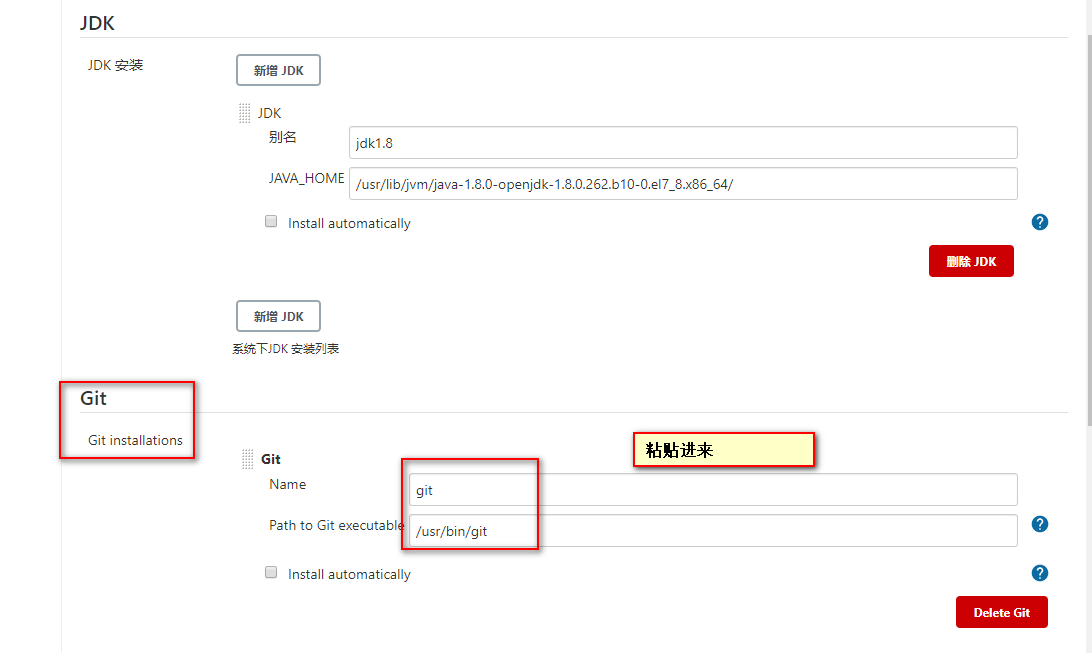 JDK
JDK 安装
新增 JDK
JDK
别名
jdk1.8
JAVA_HOME
/usr/lib/jvm/java-1.8.0-openjdk-1.8.0.262.b10-0.el7_8.x86_64/
Install automatically
?
删除 JDK
新增 JDK
系统下JDK 安装列表
Git
Git installations
粘贴进来
Git
Name
git
Path to Git executable
/usr/bin/git
?
Install automatically
?
Delete Git